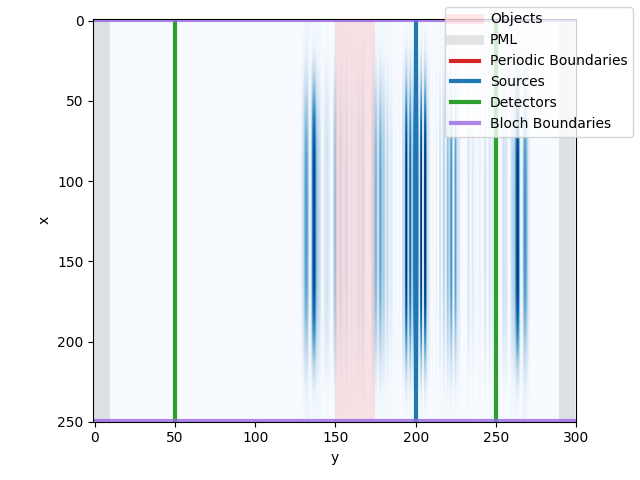 Objects
PML
Periodic Boundaries
Sources
Detectors
Bloch Boundaries
0
50
100
150
200
250
x
0 50 100 150 200 250 300
y